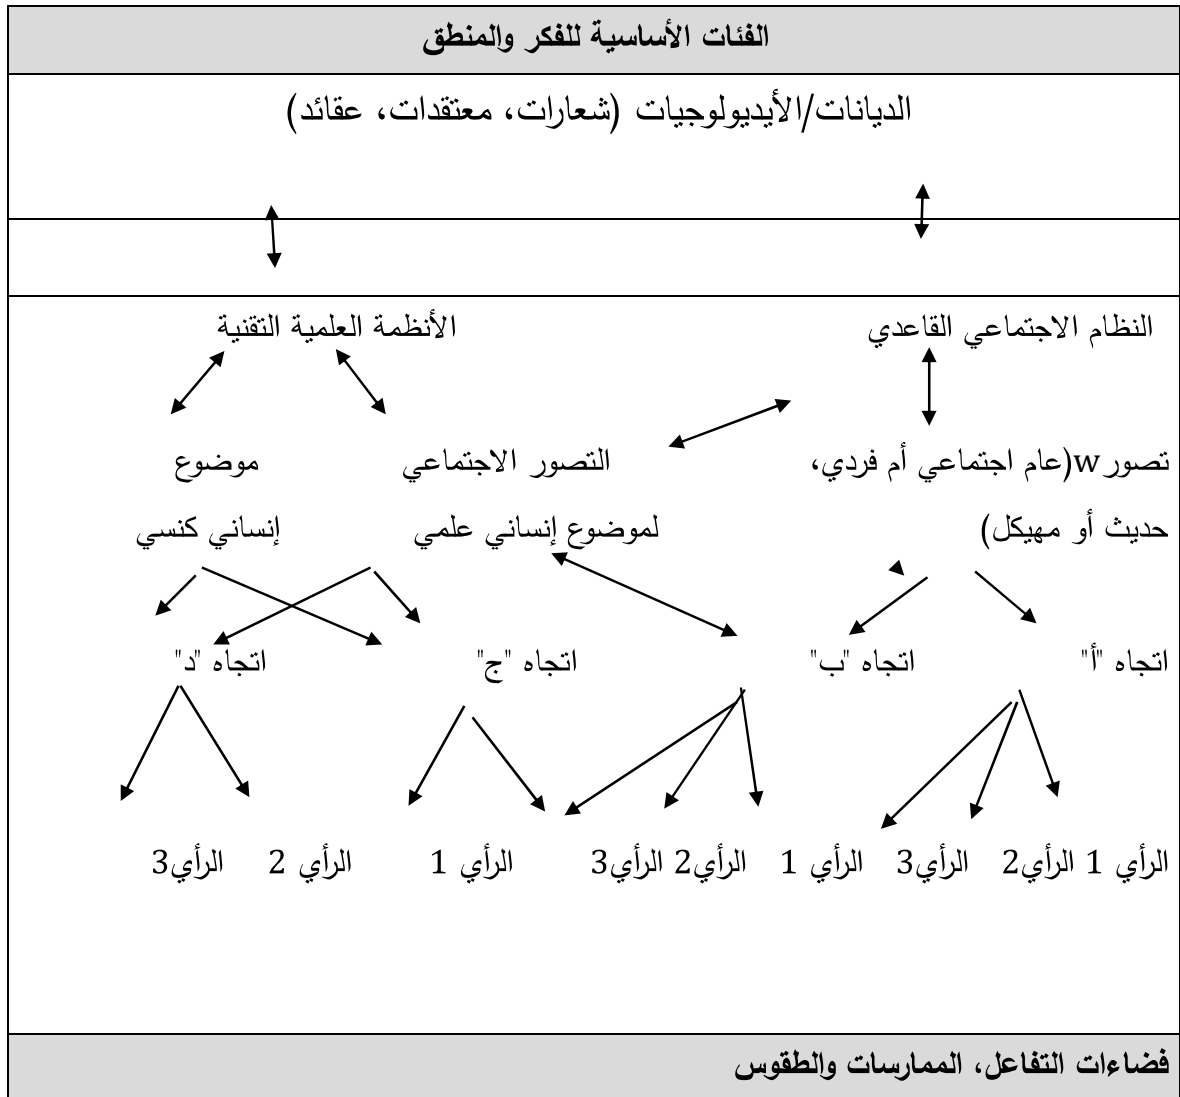 الفئات الأساسية للفكر والمنطق
الديانات/الأيديولوجيات (شعارات، معتقدات، عقائد)
النظام الاجتماعي القاعدي الأنظمة العلمية التقنية
تصورw(عام اجتماعي أم فردي، التصور الاجتماعي موضوع
حديث أو مهيكل) لموضوع إنساني علمي إنساني كنسي
اتجاه "أ" اتجاه "ب" اتجاه "ج" اتجاه "د"
الرأي 1 الرأي2 الرأي3 الرأي 1 الرأي2 الرأي3 الرأي 1 الرأي 2 الرأي3
فضاءات التفاعل، الممارسات والطقوس